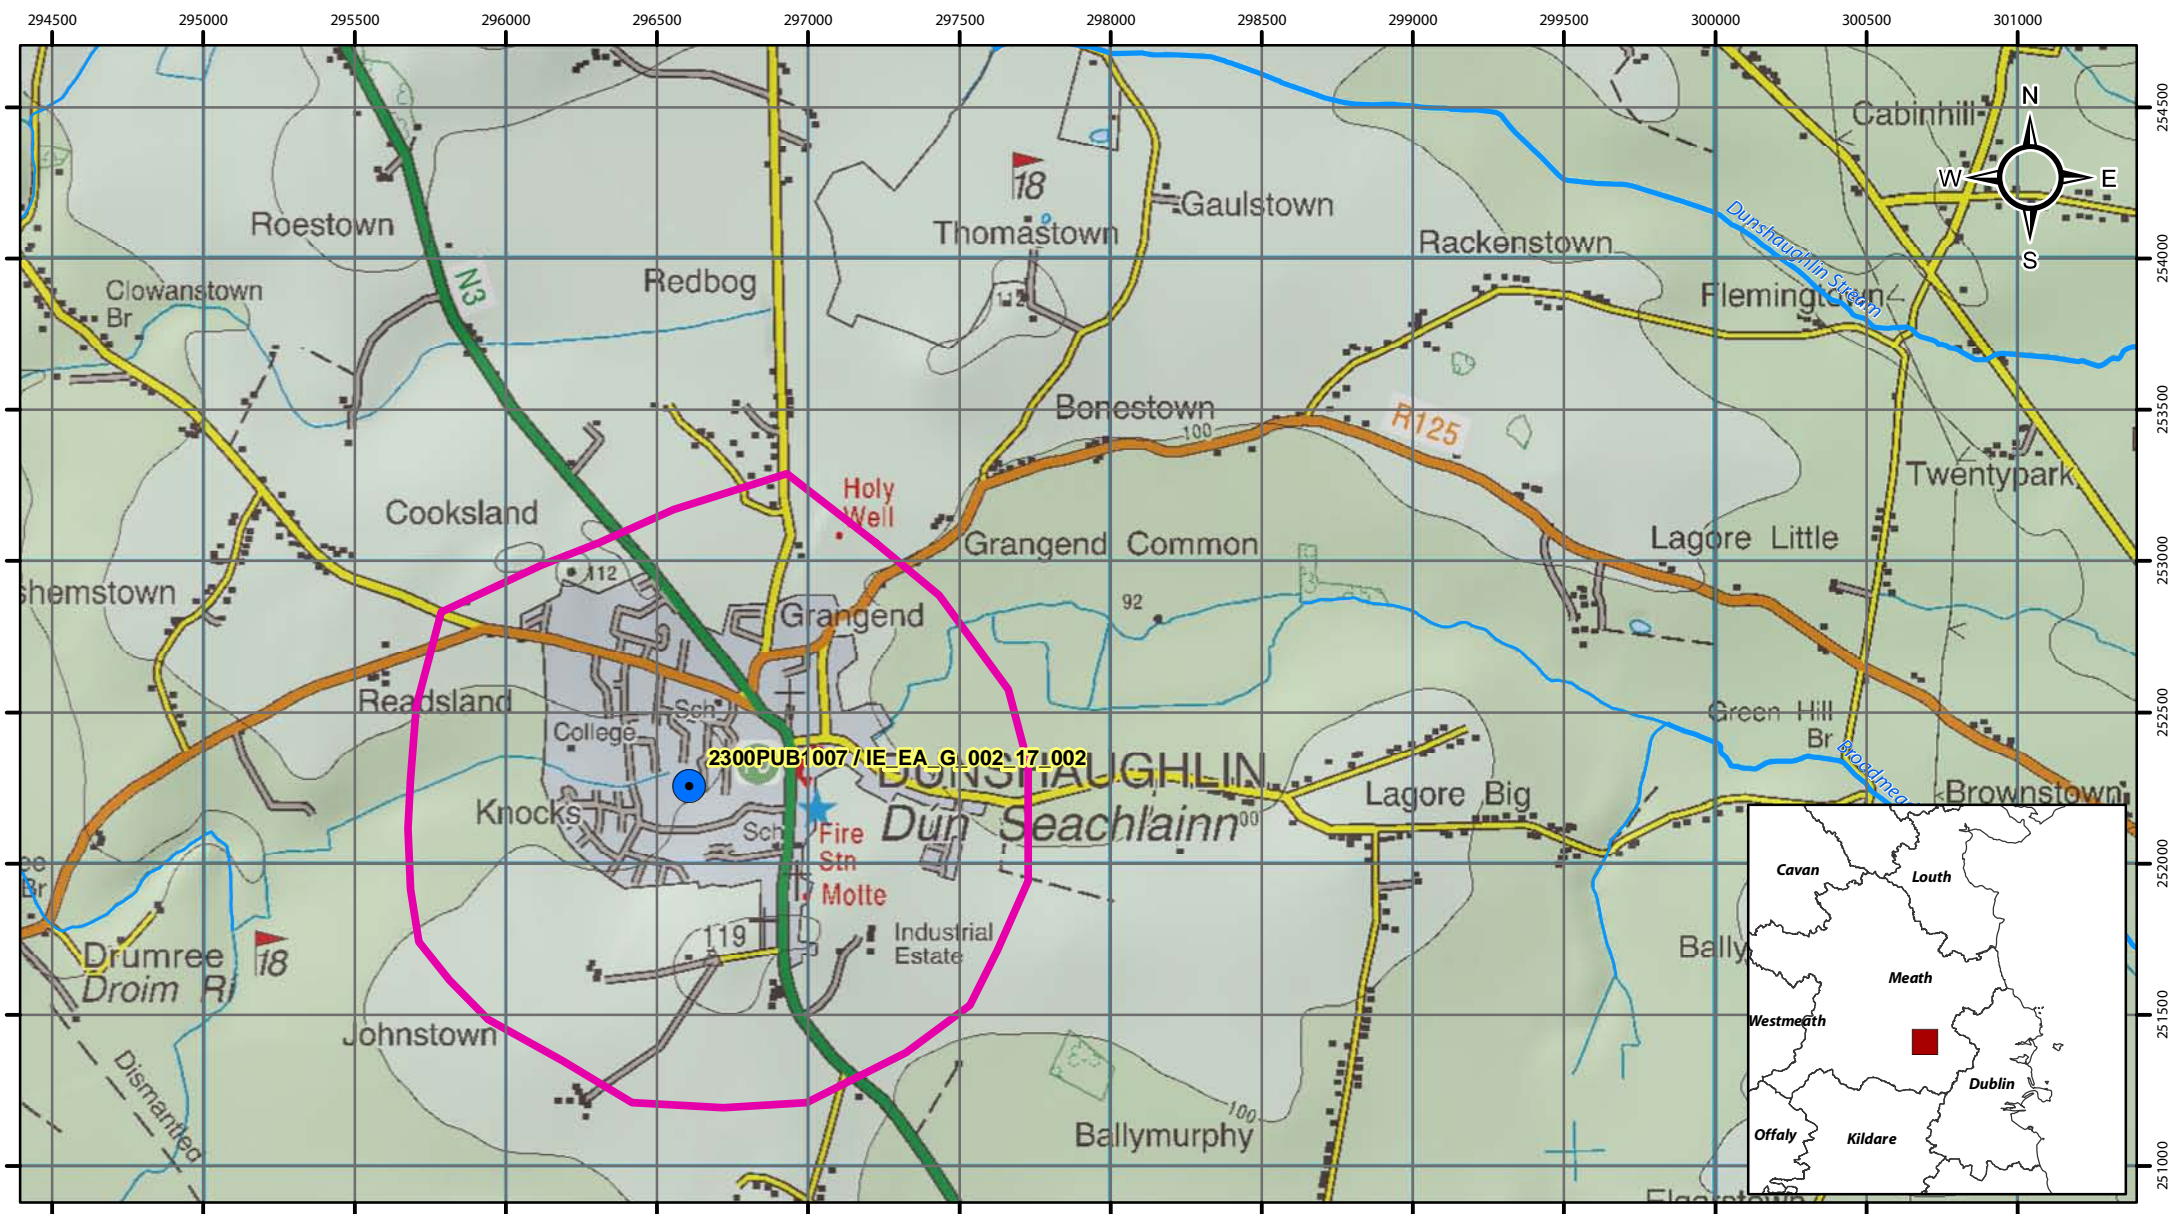 294500 295000 295500 296000 296500 297000 297500 298000 298500 299000 299500 300000 300500 301000
254500
254000
253500
253000
252500
252000
251500
251000
N
W E
S
Cabinhill
18
Roestown
Thomastown
Gaulstown
Rackenstown
Dunshaughlin Stream
N3
Redbog
Clowanstown
Br
112
Flemingtown
Bonestown
100
R125
Twentypark
Holy
Well
Cooksland
Grangend Common
Lagore Little
112
shemstown
92
Grangend
Readsland
Sch
College
Green Hill
Br
2300PUB1007 / IE_EA_G_002_17_002
DUNSHAUGHLIN
Dún Seachlainn
00
Lagore Big
Brownstown
Knocks
Sch
Fire
Stn
Motte
119
Industrial
Estate
Drumree
Droim Rí
18
Bally
Johnstown
Dismantled
100
Ballymurphy
Cavan
Louth
Meath
Westmeath
Dublin
Offaly
Kildare